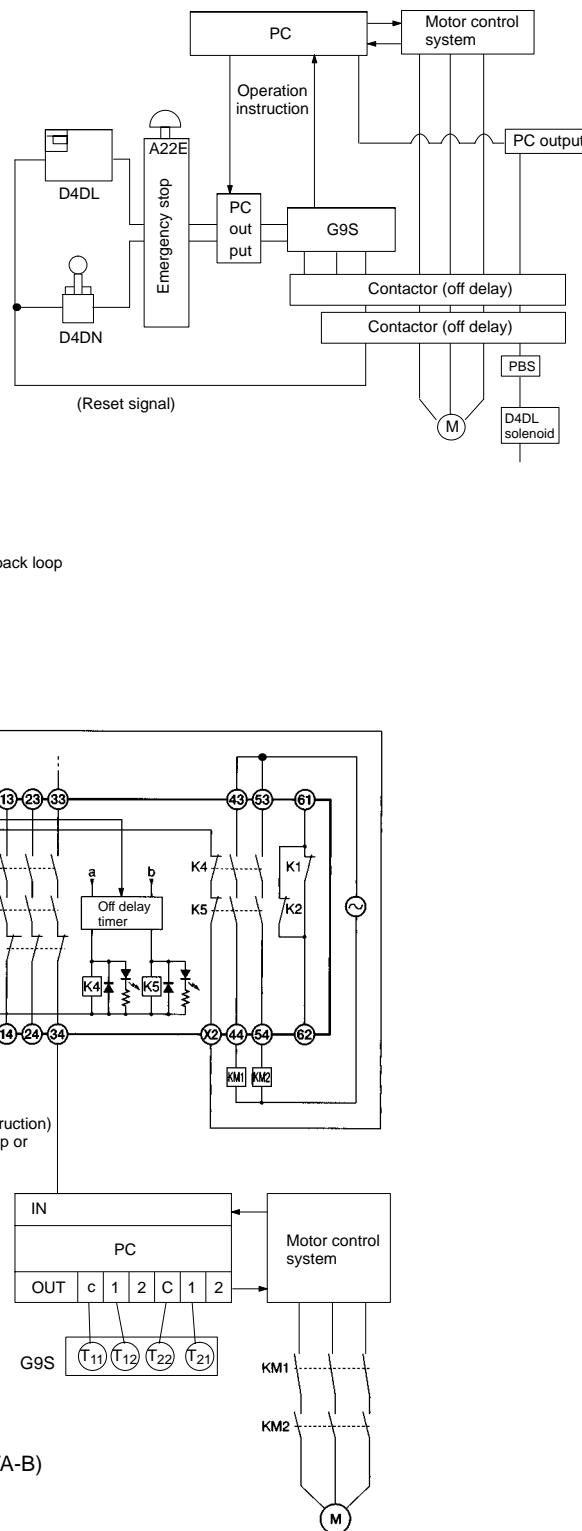 PC
Motor control
system
Operation
instruction
A22E
PC output
D4DL
Emergency stop
PC
out
put
G9S
Contactor (off delay)
Contactor (off delay)
D4DN
PBS
(Reset signal)
M
D4DL
solenoid
back loop
13 23 33 43 53 61
a b
K4 K1
Off delay
timer
K5 K2
K4 K5
14 24 34 X2 44 54 62
KM1 KM2
ruction)
p or
IN
PC
Motor control
system
OUT c 1 2 C 1 2
G9S T11 T12 T22 T21
KM1
KM2
A-B)
M